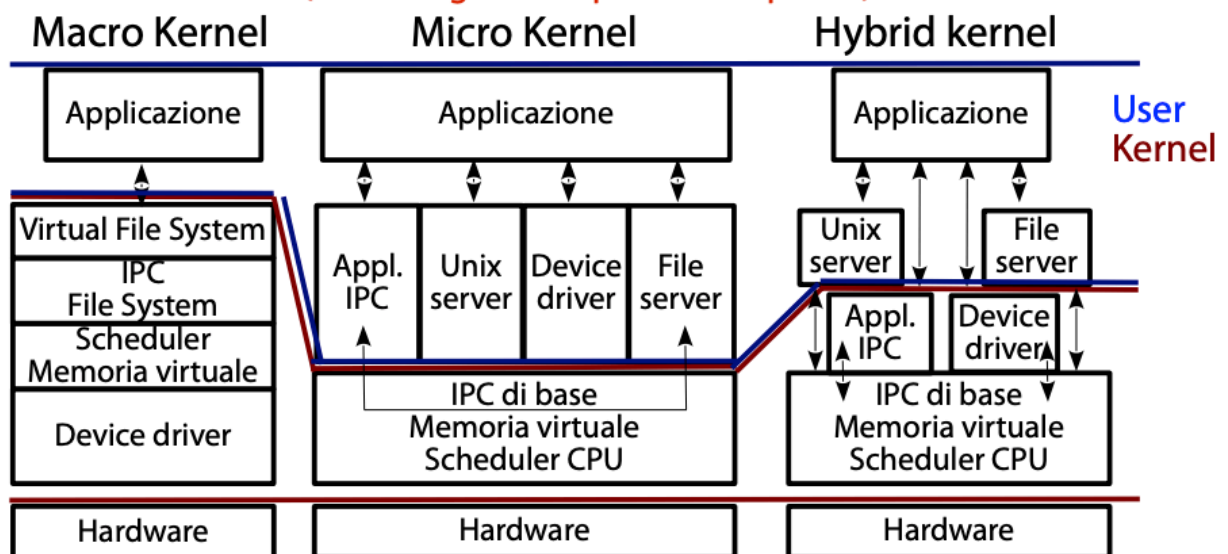 Macro Kernel
Micro Kernel
Hybrid kernel
Applicazione
Applicazione
Applicazione
User
Kernel
Virtual File System
IPC
File System
Scheduler
Memoria virtuale
Device driver
Appl.
IPC
Unix
server
Device
driver
File
server
IPC di base
Memoria virtuale
Scheduler CPU
Unix
server
File
server
Appl.
IPC
Device
driver
IPC di base
Memoria virtuale
Scheduler CPU
Hardware
Hardware
Hardware